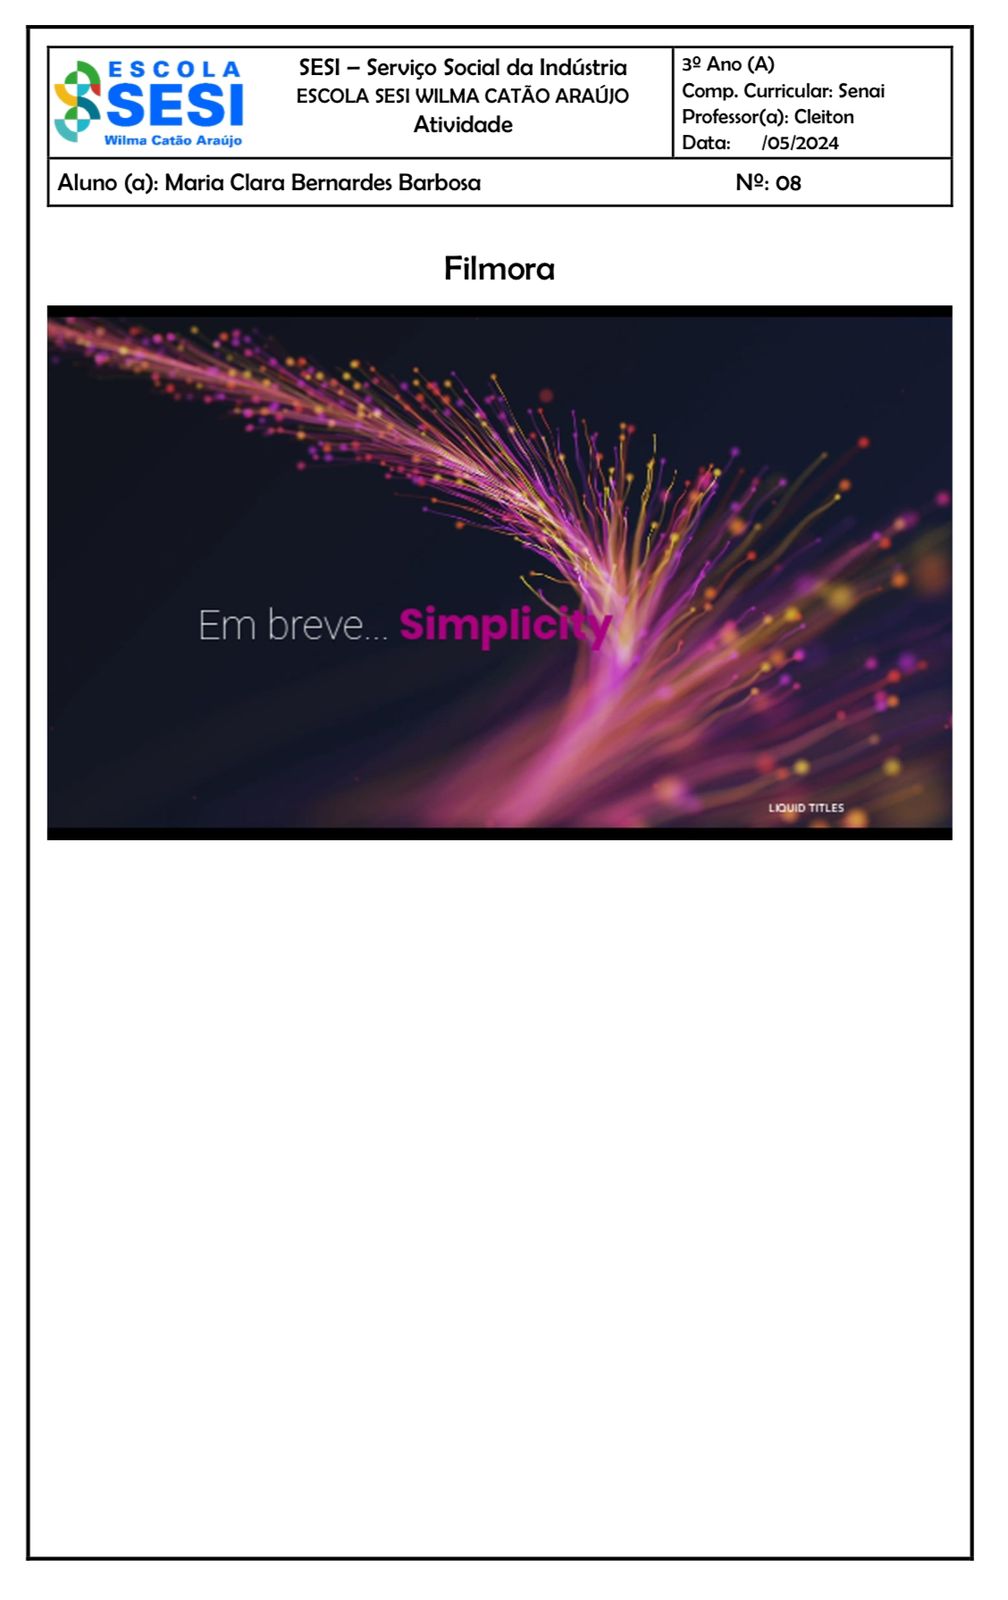 ESCOLA
SESI
Wilma Catão Araújo
SESI – Serviço Social da Indústria
ESCOLA SESI WILMA CATÃO ARAÚJO
Atividade
3º Ano (A)
Comp. Curricular: Senai
Professor(a): Cleiton
Data: /05/2024
Aluno (a): Maria Clara Bernardes Barbosa Nº: 08
Filmora
Em breve... Simplicity
LIQUID TITLES